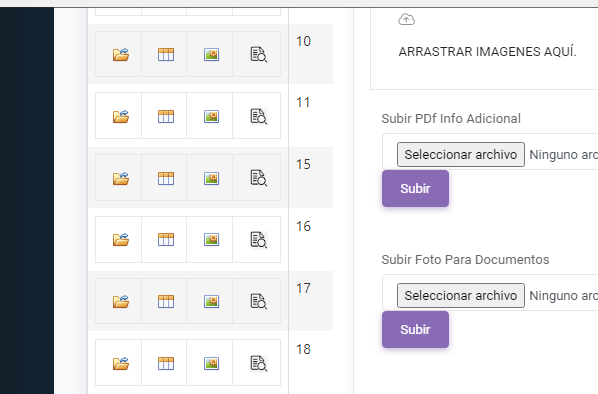 10
11
15
16
17
18
ARRASTRAR IMAGENES AQUÍ.
Subir PDf Info Adicional
Seleccionar archivo Ninguno arc
Subir
Subir Foto Para Documentos
Seleccionar archivo Ninguno arc
Subir